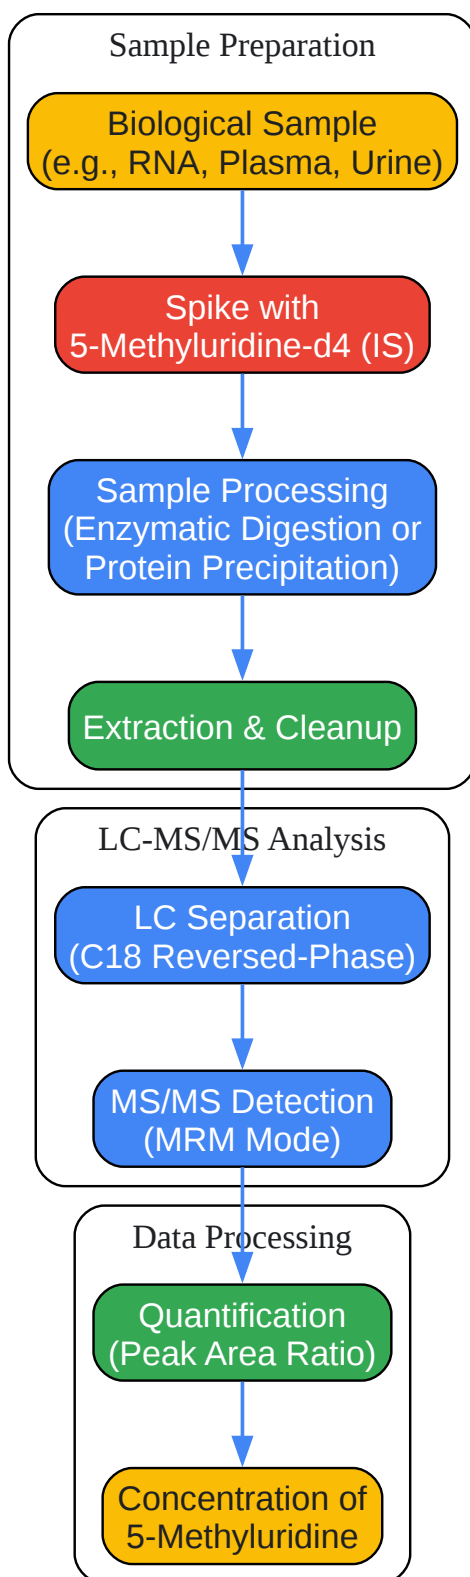 Sample Preparation
Biological Sample
(e.g., RNA, Plasma, Urine)
Spike with
5-Methyluridine-d4 (IS)
Sample Processing
(Enzymatic Digestion or
Protein Precipitation)
Extraction & Cleanup
LC-MS/MS Analysis
LC Separation
(C18 Reversed-Phase)
MS/MS Detection
(MRM Mode)
Data Processing
Quantification
(Peak Area Ratio)
Concentration of
5-Methyluridine